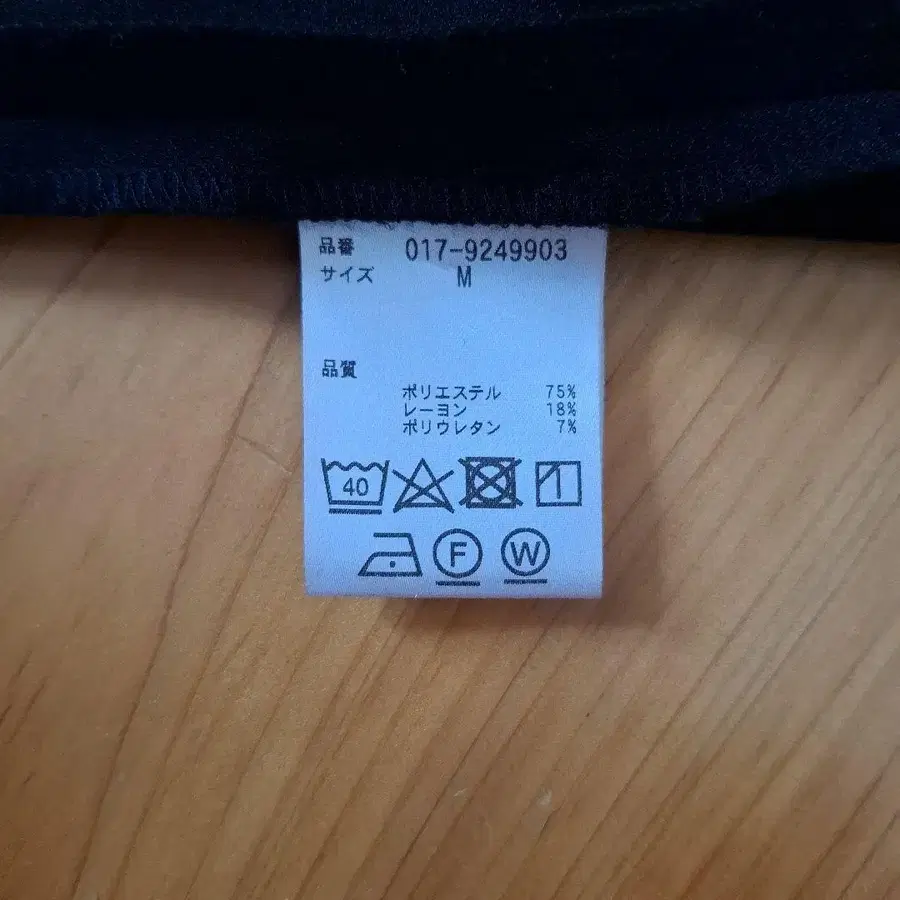 品番 017-9249903
サイズ M
品質
ポリエステル 75%
レーヨン 18%
ポリウレタン 7%
40
F W